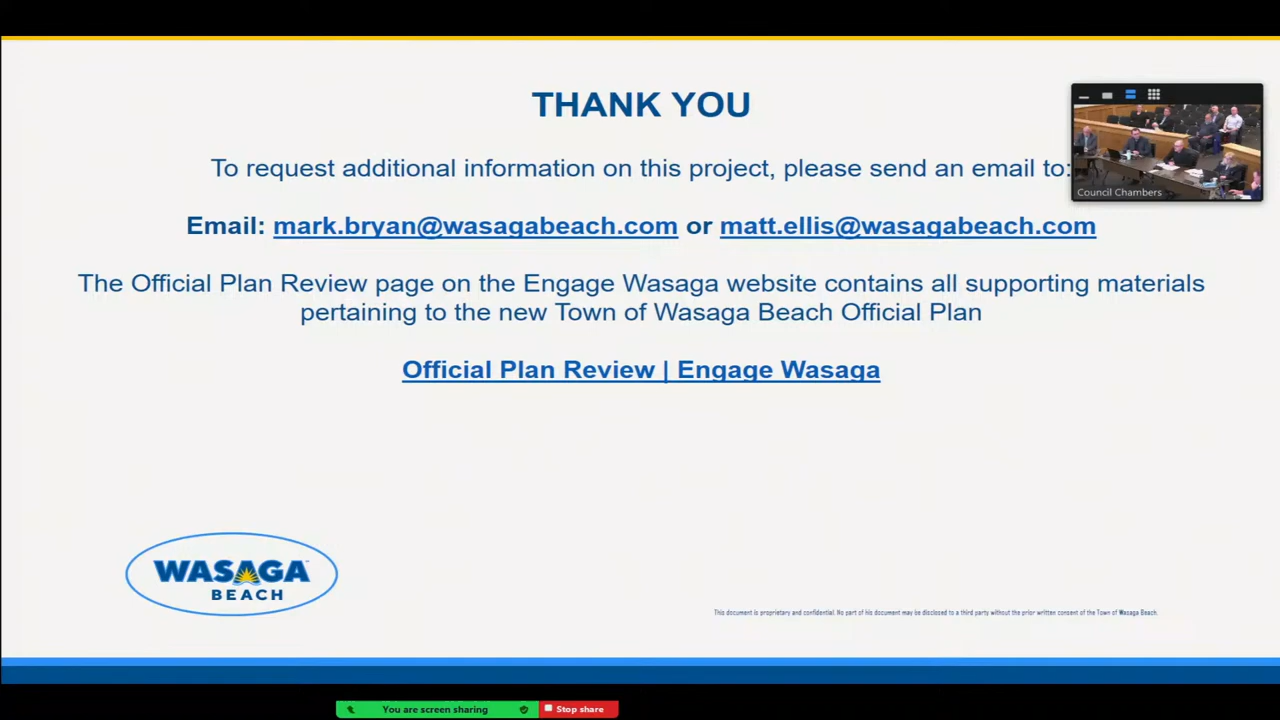 THANK YOU
To request additional information on this project, please send an email to:
Email: mark.bryan@wasagabeach.com or matt.ellis@wasagabeach.com
The Official Plan Review page on the Engage Wasaga website contains all supporting materials
pertaining to the new Town of Wasaga Beach Official Plan
Official Plan Review | Engage Wasaga
Council Chambers
WASAGA
BEACH
This document is proprietary and confidential. No part of his document may be disclosed to a third party without the prior written consent of the Town of Wasaga Beach.
You are screen sharing
Stop share